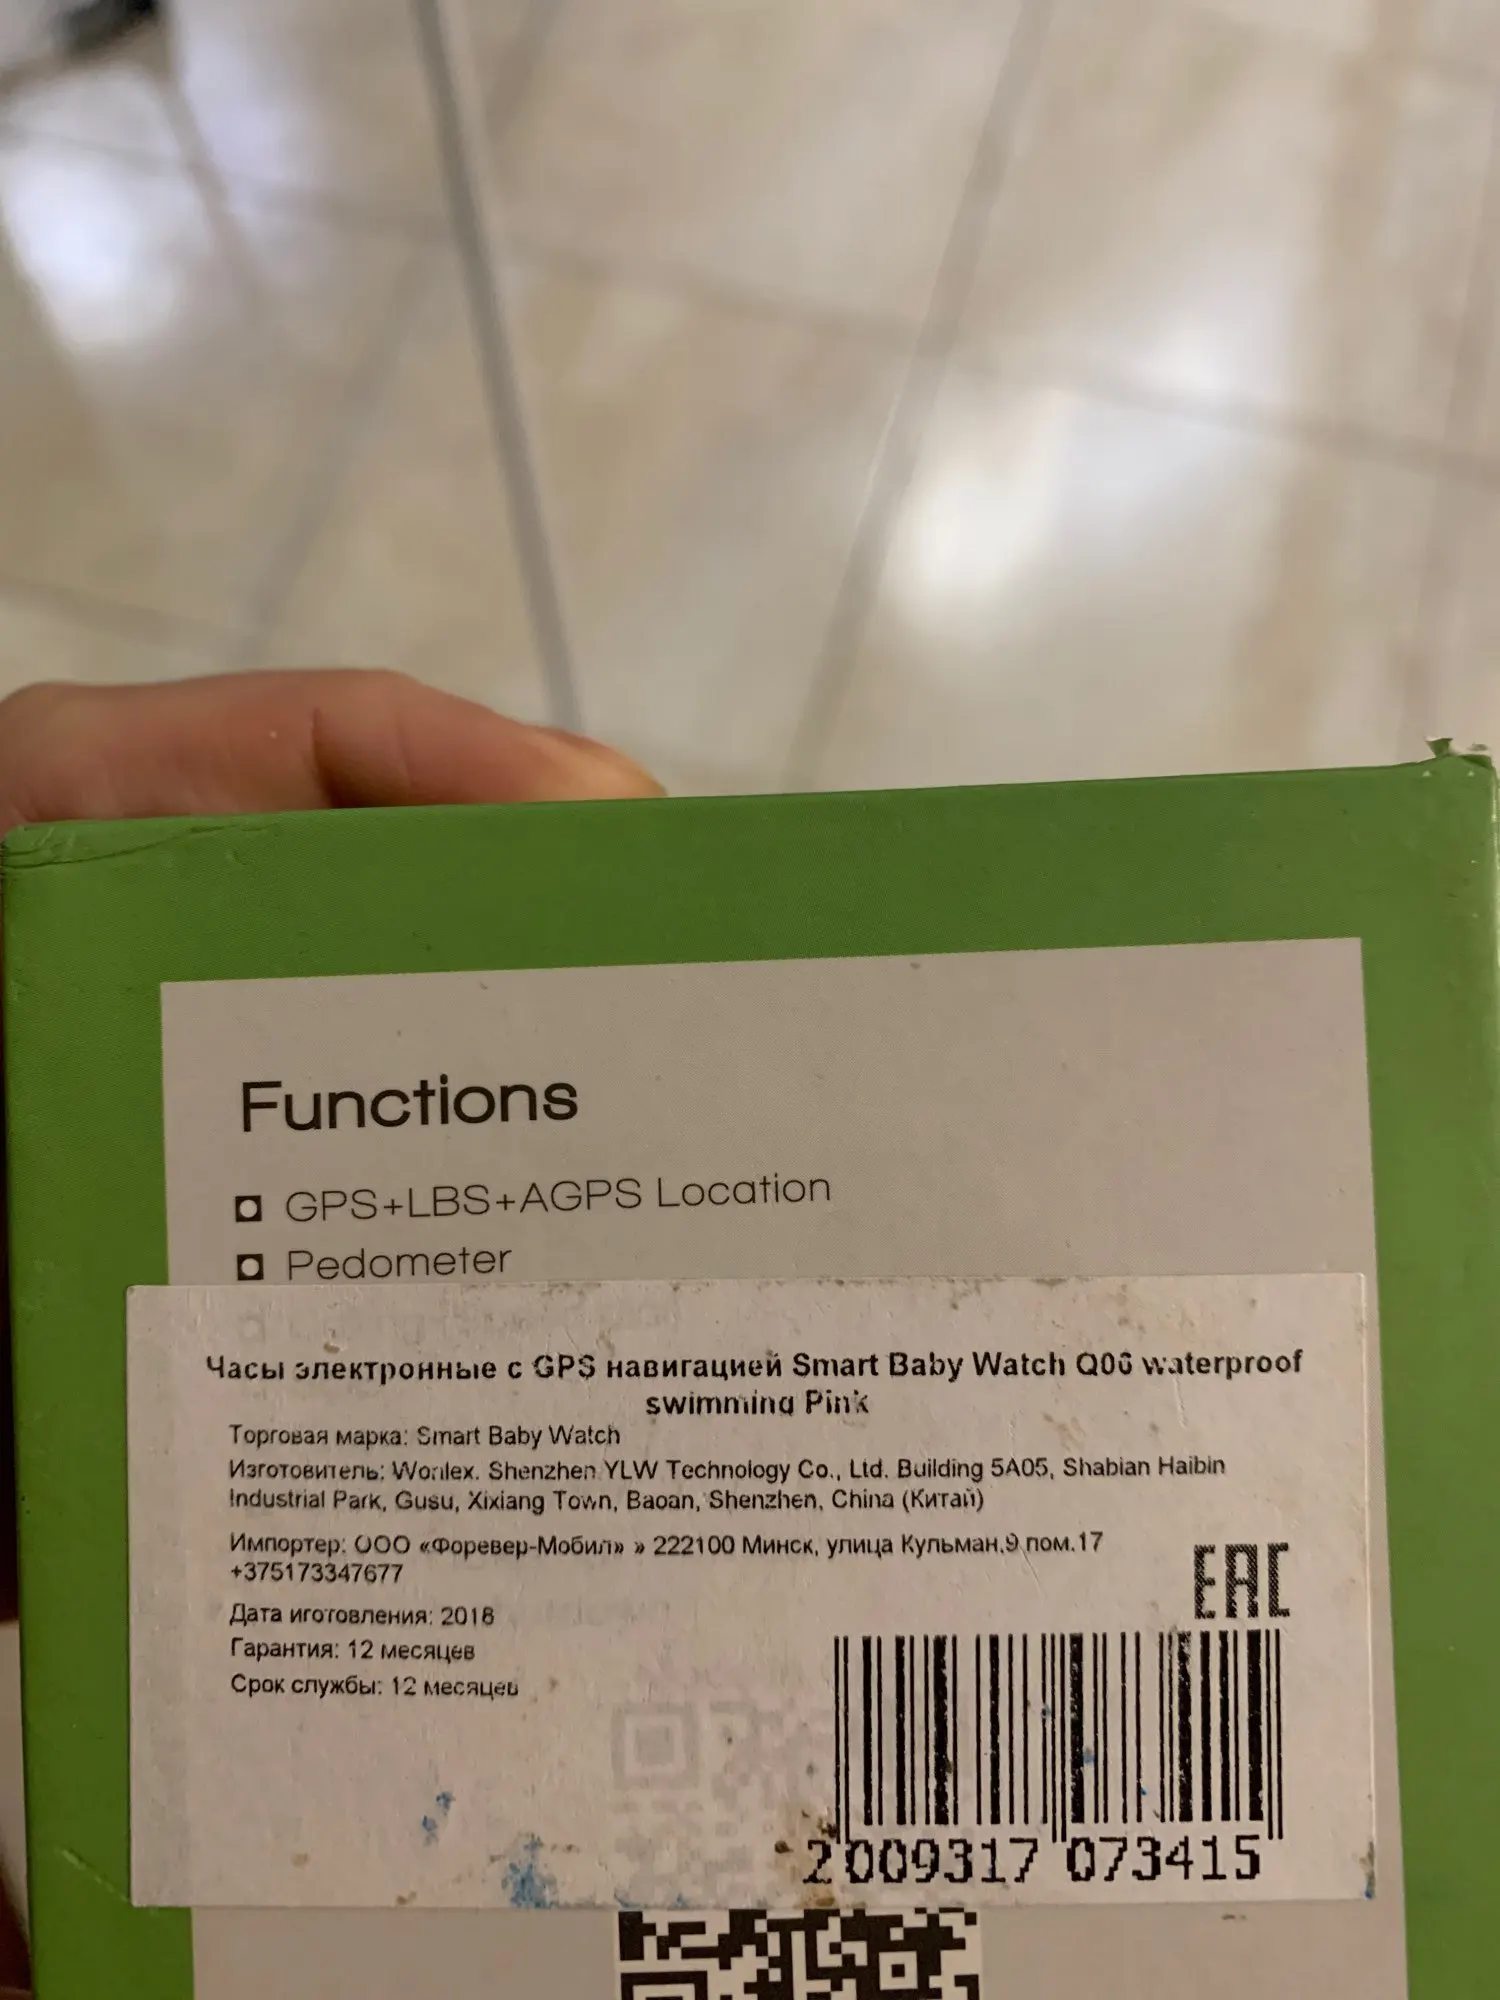 Functions
GPS+LBS+AGPS Location
Pedometer
Часы электронные с GPS навигацией Smart Baby Watch Q06 waterproof
swimming Pink
Торговая марка: Smart Baby Watch
Изготовитель: Wonlex. Shenzhen YLW Technology Co., Ltd. Building 5A05, Shabian Haibin
Industrial Park, Gusu, Xixiang Town, Baoan, Shenzhen, China (Китай)
Импортер: ООО «Форевер-Мобил» » 222100 Минск, улица Кульман.9 пом.17
+375173347677
EAC
Дата иготовления: 2018
Гарантия: 12 месяцев
Срок службы: 12 месяцев
2 009317 073415